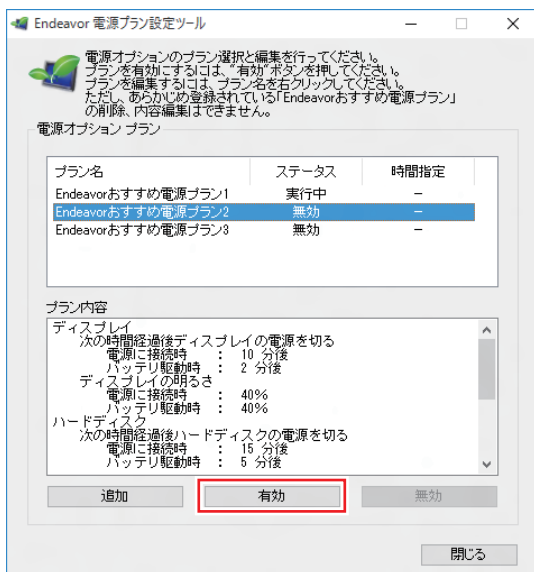 Endeavor 電源プラン設定ツール
電源オプションのプラン選択と編集を行ってください。
プランを有効にするには、"有効"ボタンを押してください。
プランを編集するには、プラン名を右クリックしてください。
ただし、あらかじめ登録されている「Endeavorおすすめ電源プラン」
の削除、内容編集はできません。
電源オプション プラン
プラン名 ステータス 時間指定
Endeavorおすすめ電源プラン1 実行中 −
Endeavorおすすめ電源プラン2 無効 −
Endeavorおすすめ電源プラン3 無効 −
プラン内容
ディスプレイ
次の時間経過後ディスプレイの電源を切る
電源に接続時 : 10 分後
バッテリ駆動時 : 2 分後
ディスプレイの明るさ
電源に接続時 : 40%
バッテリ駆動時 : 40%
ハードディスク
次の時間経過後ハードディスクの電源を切る
電源に接続時 : 15 分後
バッテリ駆動時 : 5 分後
追加 有効 無効
閉じる